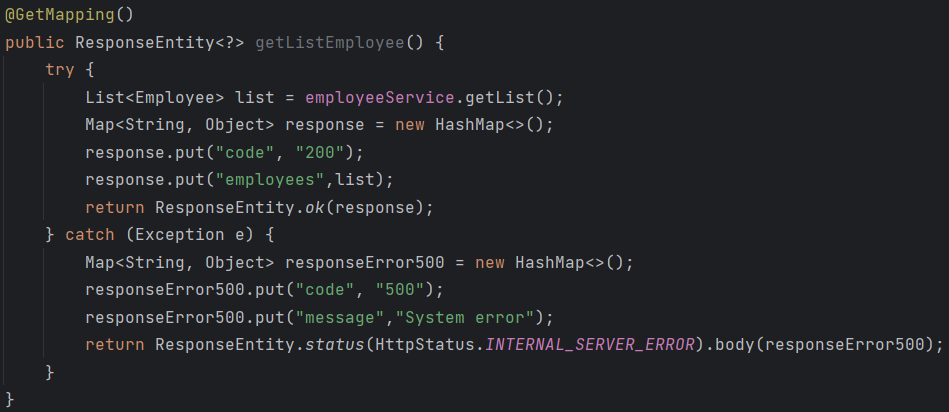 @GetMapping()
public ResponseEntity<?> getListEmployee() {
    try {
        List<Employee> list = employeeService.getList();
        Map<String, Object> response = new HashMap<>();
        response.put("code", "200");
        response.put("employees",list);
        return ResponseEntity.ok(response);
    } catch (Exception e) {
        Map<String, Object> responseError500 = new HashMap<>();
        responseError500.put("code", "500");
        responseError500.put("message","System error");
        return ResponseEntity.status(HttpStatus.INTERNAL_SERVER_ERROR).body(responseError500);
    }
}